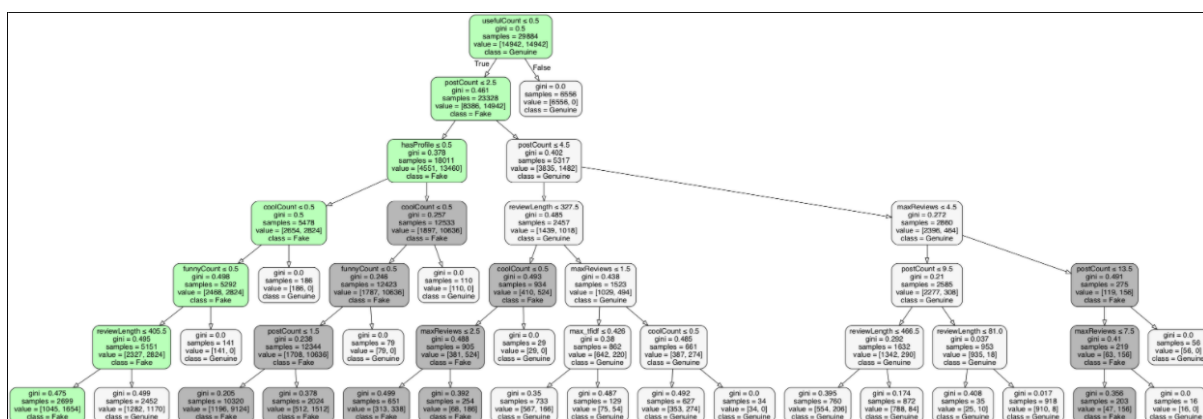 usefulCount ≤ 0.5
gini = 0.5
samples = 29884
value = [14942, 14942]
class = Genuine
True
False
postCount ≤ 2.5
gini = 0.461
samples = 23328
value = [8386, 14942]
class = Fake
gini = 0.0
samples = 6556
value = [6556, 0]
class = Genuine
hasProfile ≤ 0.5
gini = 0.378
samples = 18011
value = [4551, 13460]
class = Fake
postCount ≤ 4.5
gini = 0.402
samples = 5317
value = [3835, 1482]
class = Genuine
coolCount ≤ 0.5
gini = 0.5
samples = 5478
value = [2654, 2824]
class = Fake
coolCount ≤ 0.5
gini = 0.257
samples = 12533
value = [1897, 10636]
class = Fake
reviewLength ≤ 327.5
gini = 0.485
samples = 2457
value = [1439, 1018]
class = Genuine
maxReviews ≤ 4.5
gini = 0.272
samples = 2860
value = [2396, 464]
class = Genuine
funnyCount ≤ 0.5
gini = 0.498
samples = 5292
value = [2468, 2824]
class = Fake
gini = 0.0
samples = 186
value = [186, 0]
class = Genuine
funnyCount ≤ 0.5
gini = 0.246
samples = 12423
value = [1787, 10636]
class = Fake
gini = 0.0
samples = 110
value = [110, 0]
class = Genuine
coolCount ≤ 0.5
gini = 0.493
samples = 934
value = [410, 524]
class = Fake
maxReviews ≤ 1.5
gini = 0.438
samples = 1523
value = [1029, 494]
class = Genuine
postCount ≤ 9.5
gini = 0.21
samples = 2585
value = [2277, 308]
class = Genuine
postCount ≤ 13.5
gini = 0.491
samples = 275
value = [119, 156]
class = Fake
reviewLength ≤ 405.5
gini = 0.495
samples = 5151
value = [2327, 2824]
class = Fake
gini = 0.0
samples = 141
value = [141, 0]
class = Genuine
postCount ≤ 1.5
gini = 0.238
samples = 12344
value = [1708, 10636]
class = Fake
gini = 0.0
samples = 79
value = [79, 0]
class = Genuine
maxReviews ≤ 2.5
gini = 0.488
samples = 905
value = [381, 524]
class = Fake
gini = 0.0
samples = 29
value = [29, 0]
class = Genuine
max_tfidf ≤ 0.426
gini = 0.38
samples = 862
value = [642, 220]
class = Genuine
coolCount ≤ 0.5
gini = 0.485
samples = 661
value = [387, 274]
class = Genuine
reviewLength ≤ 466.5
gini = 0.292
samples = 1632
value = [1342, 290]
class = Genuine
reviewLength ≤ 81.0
gini = 0.037
samples = 953
value = [935, 18]
class = Genuine
maxReviews ≤ 7.5
gini = 0.41
samples = 219
value = [63, 156]
class = Fake
gini = 0.0
samples = 56
value = [56, 0]
class = Genuine
gini = 0.475
samples = 2699
value = [1045, 1654]
class = Fake
gini = 0.499
samples = 2452
value = [1282, 1170]
class = Genuine
gini = 0.205
samples = 10320
value = [1196, 9124]
class = Fake
gini = 0.378
samples = 2024
value = [512, 1512]
class = Fake
gini = 0.499
samples = 651
value = [313, 338]
class = Fake
gini = 0.392
samples = 254
value = [68, 186]
class = Fake
gini = 0.35
samples = 733
value = [567, 166]
class = Genuine
gini = 0.487
samples = 129
value = [75, 54]
class = Genuine
gini = 0.492
samples = 627
value = [353, 274]
class = Genuine
gini = 0.0
samples = 34
value = [34, 0]
class = Genuine
gini = 0.395
samples = 760
value = [554, 206]
class = Genuine
gini = 0.174
samples = 872
value = [788, 84]
class = Genuine
gini = 0.408
samples = 35
value = [25, 10]
class = Genuine
gini = 0.017
samples = 918
value = [910, 8]
class = Genuine
gini = 0.356
samples = 203
value = [47, 156]
class = Fake
gini = 0.0
samples = 16
value = [16, 0]
class = Genuine